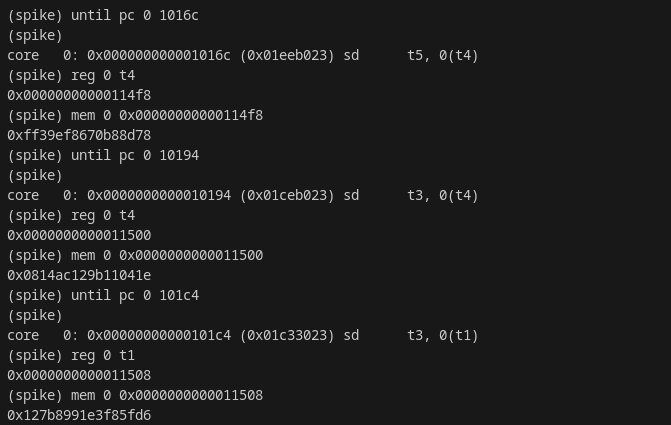 (spike) until pc 0 1016c
(spike)
core   0: 0x000000000001016c (0x01eeb023) sd      t5, 0(t4)
(spike) reg 0 t4
0x00000000000114f8
(spike) mem 0 0x00000000000114f8
0xff39ef8670b88d78
(spike) until pc 0 10194
(spike)
core   0: 0x0000000000010194 (0x01ceb023) sd      t3, 0(t4)
(spike) reg 0 t4
0x0000000000011500
(spike) mem 0 0x0000000000011500
0x0814ac129b11041e
(spike) until pc 0 101c4
(spike)
core   0: 0x00000000000101c4 (0x01c33023) sd      t3, 0(t1)
(spike) reg 0 t1
0x0000000000011508
(spike) mem 0 0x0000000000011508
0x127b8991e3f85fd6